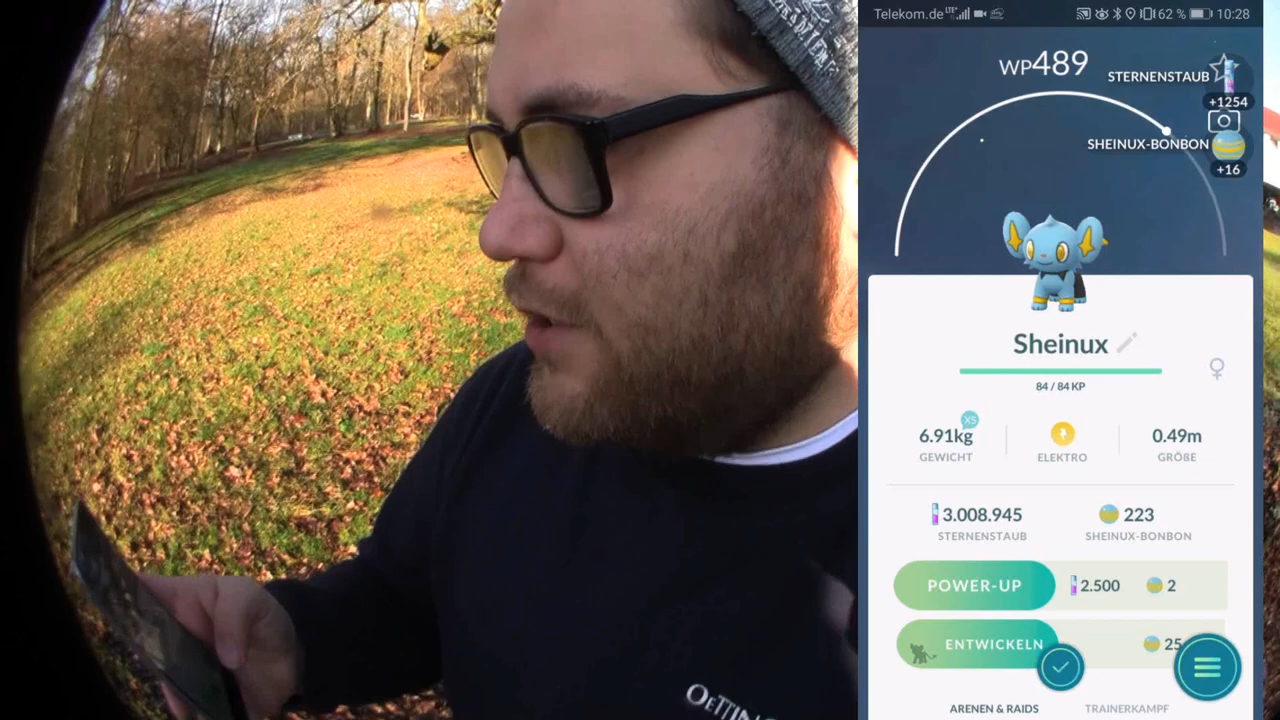 Telekom.de LTE 62 % 10:28
WP489
STERNENSTAUB
+1254
SHEINUX-BONBON
+16
Sheinux
84 / 84 KP
XS
6.91kg
GEWICHT
ELEKTRO
0.49m
GRÖßE
3.008.945
STERNENSTAUB
223
SHEINUX-BONBON
POWER-UP 2.500 2
ENTWICKELN
ARENEN & RAIDS TRAINERKAMPF